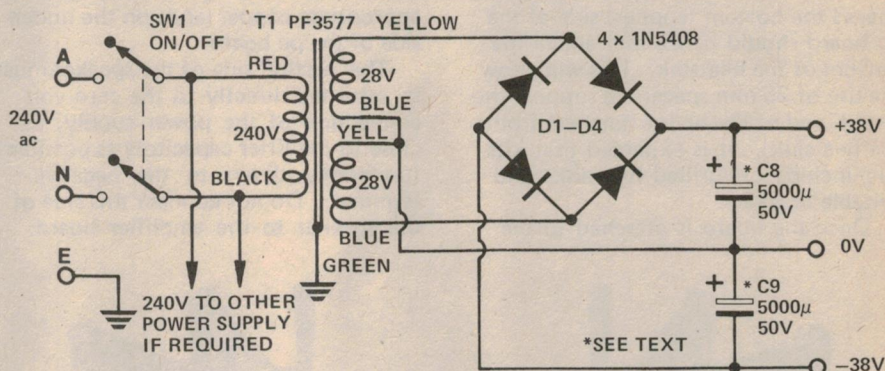 SW1
ON/OFF
T1 PF3577 YELLOW
4 x 1N5408
A
RED
28V
BLUE
240V
ac
240V
YELL
D1–D4
+38V
+ * C8
5000μ
50V
N
BLACK
28V
BLUE
0V
E
GREEN
+ * C9
5000μ
50V
240V TO OTHER
POWER SUPPLY
IF REQUIRED
*SEE TEXT
–38V